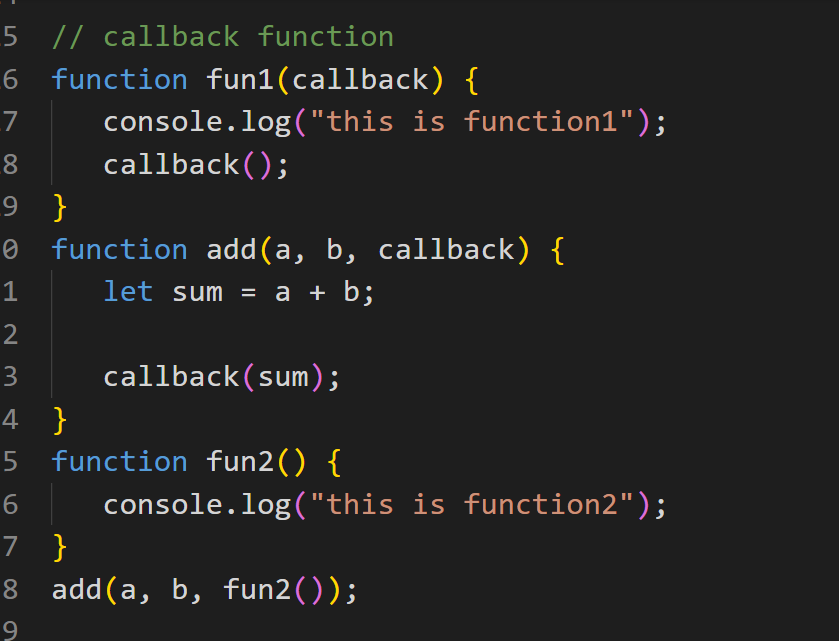 5 // callback function
6 function fun1(callback) {
7 console.log("this is function1");
8 callback();
9 }
0 function add(a, b, callback) {
1 let sum = a + b;
2
3 callback(sum);
4 }
5 function fun2() {
6 console.log("this is function2");
7 }
8 add(a, b, fun2());
9